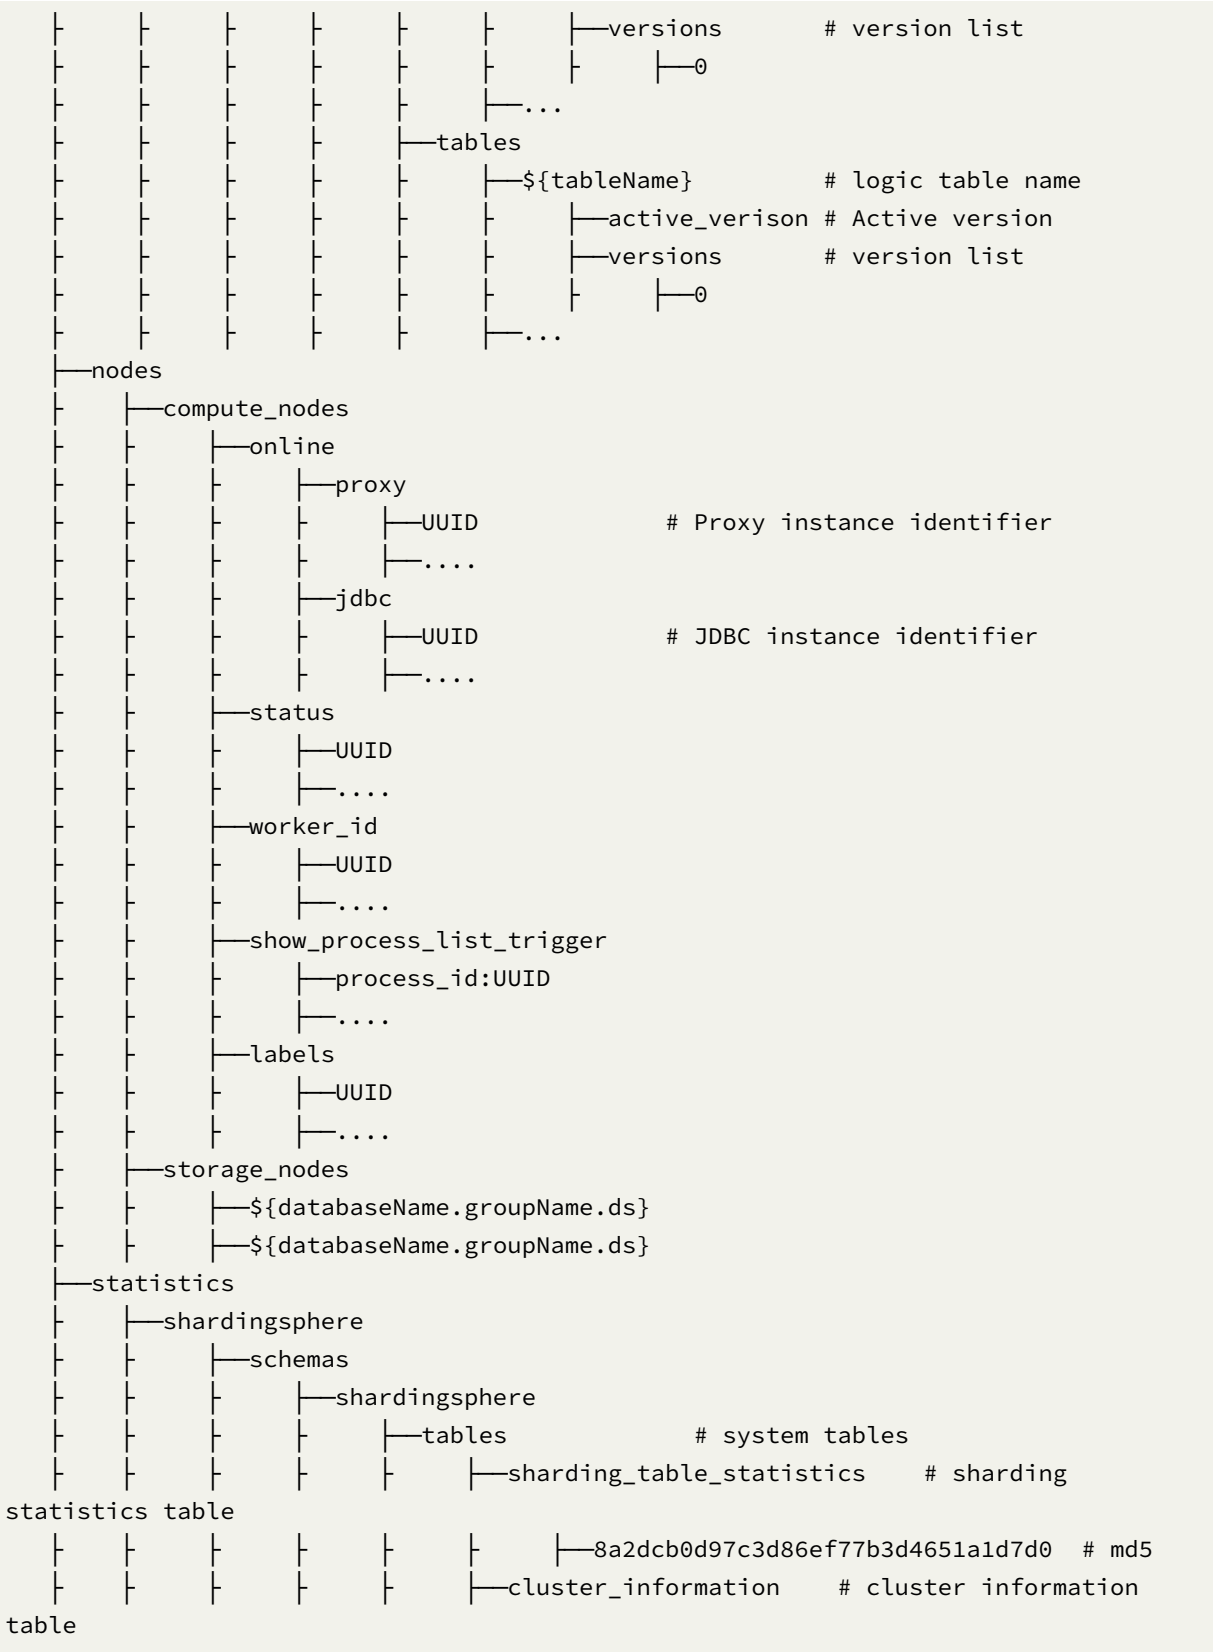 ├     ├     ├     ├     ├     ├     ├──versions       # version list
├     ├     ├     ├     ├     ├     ├     ├──0
├     ├     ├     ├     ├     ├──...
├     ├     ├     ├     ├──tables
├     ├     ├     ├     ├     ├──${tableName}         # logic table name
├     ├     ├     ├     ├     ├     ├──active_verison # Active version
├     ├     ├     ├     ├     ├     ├──versions       # version list
├     ├     ├     ├     ├     ├     ├     ├──0
├     ├     ├     ├     ├     ├──...
├──nodes
├    ├──compute_nodes
├    ├     ├──online
├    ├     ├     ├──proxy
├    ├     ├     ├     ├──UUID             # Proxy instance identifier
├    ├     ├     ├     ├──....
├    ├     ├     ├──jdbc
├    ├     ├     ├     ├──UUID             # JDBC instance identifier
├    ├     ├     ├     ├──....
├    ├     ├──status
├    ├     ├     ├──UUID
├    ├     ├     ├──....
├    ├     ├──worker_id
├    ├     ├     ├──UUID
├    ├     ├     ├──....
├    ├     ├──show_process_list_trigger
├    ├     ├     ├──process_id:UUID
├    ├     ├     ├──....
├    ├     ├──labels
├    ├     ├     ├──UUID
├    ├     ├     ├──....
├    ├──storage_nodes
├    ├     ├──${databaseName.groupName.ds}
├    ├     ├──${databaseName.groupName.ds}
├──statistics
├    ├──shardingsphere
├    ├     ├──schemas
├    ├     ├     ├──shardingsphere
├    ├     ├     ├     ├──tables             # system tables
├    ├     ├     ├     ├     ├──sharding_table_statistics    # sharding
statistics table
├    ├     ├     ├     ├     ├     ├──8a2dcb0d97c3d86ef77b3d4651a1d7d0  # md5
├    ├     ├     ├     ├     ├──cluster_information    # cluster information
table